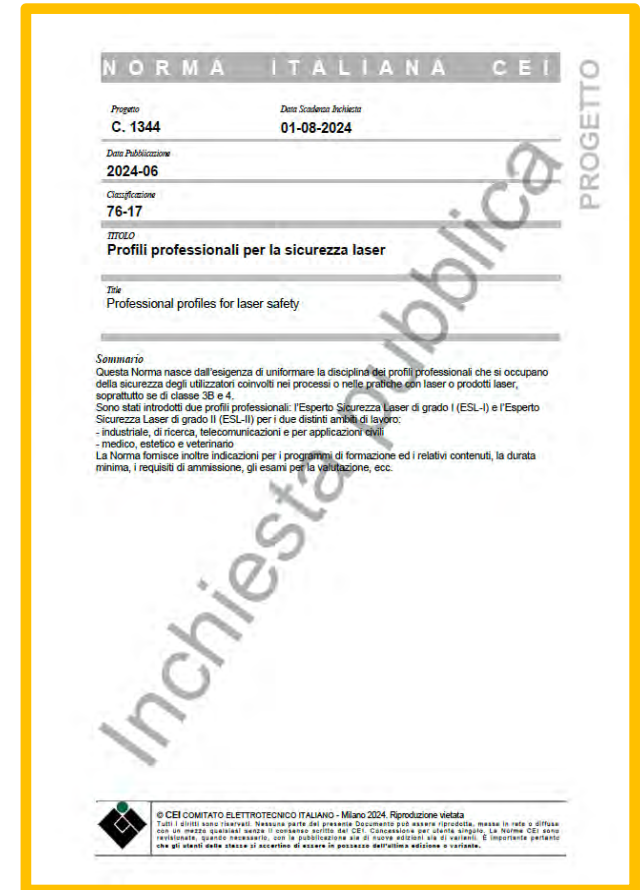 NORMA ITALIANA CEI
PROGETTO
Progetto
Data Scadenza Inchiesta
C. 1344
01-08-2024
Data Pubblicazione
2024-06
Classificazione
76-17
TITOLO
Profili professionali per la sicurezza laser
Title
Professional profiles for laser safety
Sommario
Questa Norma nasce dall'esigenza di uniformare la disciplina dei profili professionali che si occupano
della sicurezza degli utilizzatori coinvolti nei processi o nelle pratiche con laser o prodotti laser,
soprattutto se di classe 3B e 4.
Sono stati introdotti due profili professionali: l'Esperto Sicurezza Laser di grado I (ESL-I) e l'Esperto
Sicurezza Laser di grado II (ESL-II) per i due distinti ambiti di lavoro:
- industriale, di ricerca, telecomunicazioni e per applicazioni civili
- medico, estetico e veterinario
La Norma fornisce inoltre indicazioni per i programmi di formazione ed i relativi contenuti, la durata
minima, i requisiti di ammissione, gli esami per la valutazione, ecc.
Inchiesta pubblica
© CEI COMITATO ELETTROTECNICO ITALIANO - Milano 2024. Riproduzione vietata
Tutti i diritti sono riservati. Nessuna parte del presente Documento può essere riprodotta, messa in rete o diffusa
con un mezzo qualsiasi senza il consenso scritto del CEI. Concessione per utente singolo. Le Norme CEI sono
revisionate, quando necessario, con la pubblicazione sia di nuove edizioni sia di varianti. È importante pertanto
che gli utenti delle stesse si accertino di essere in possesso dell'ultima edizione o variante.